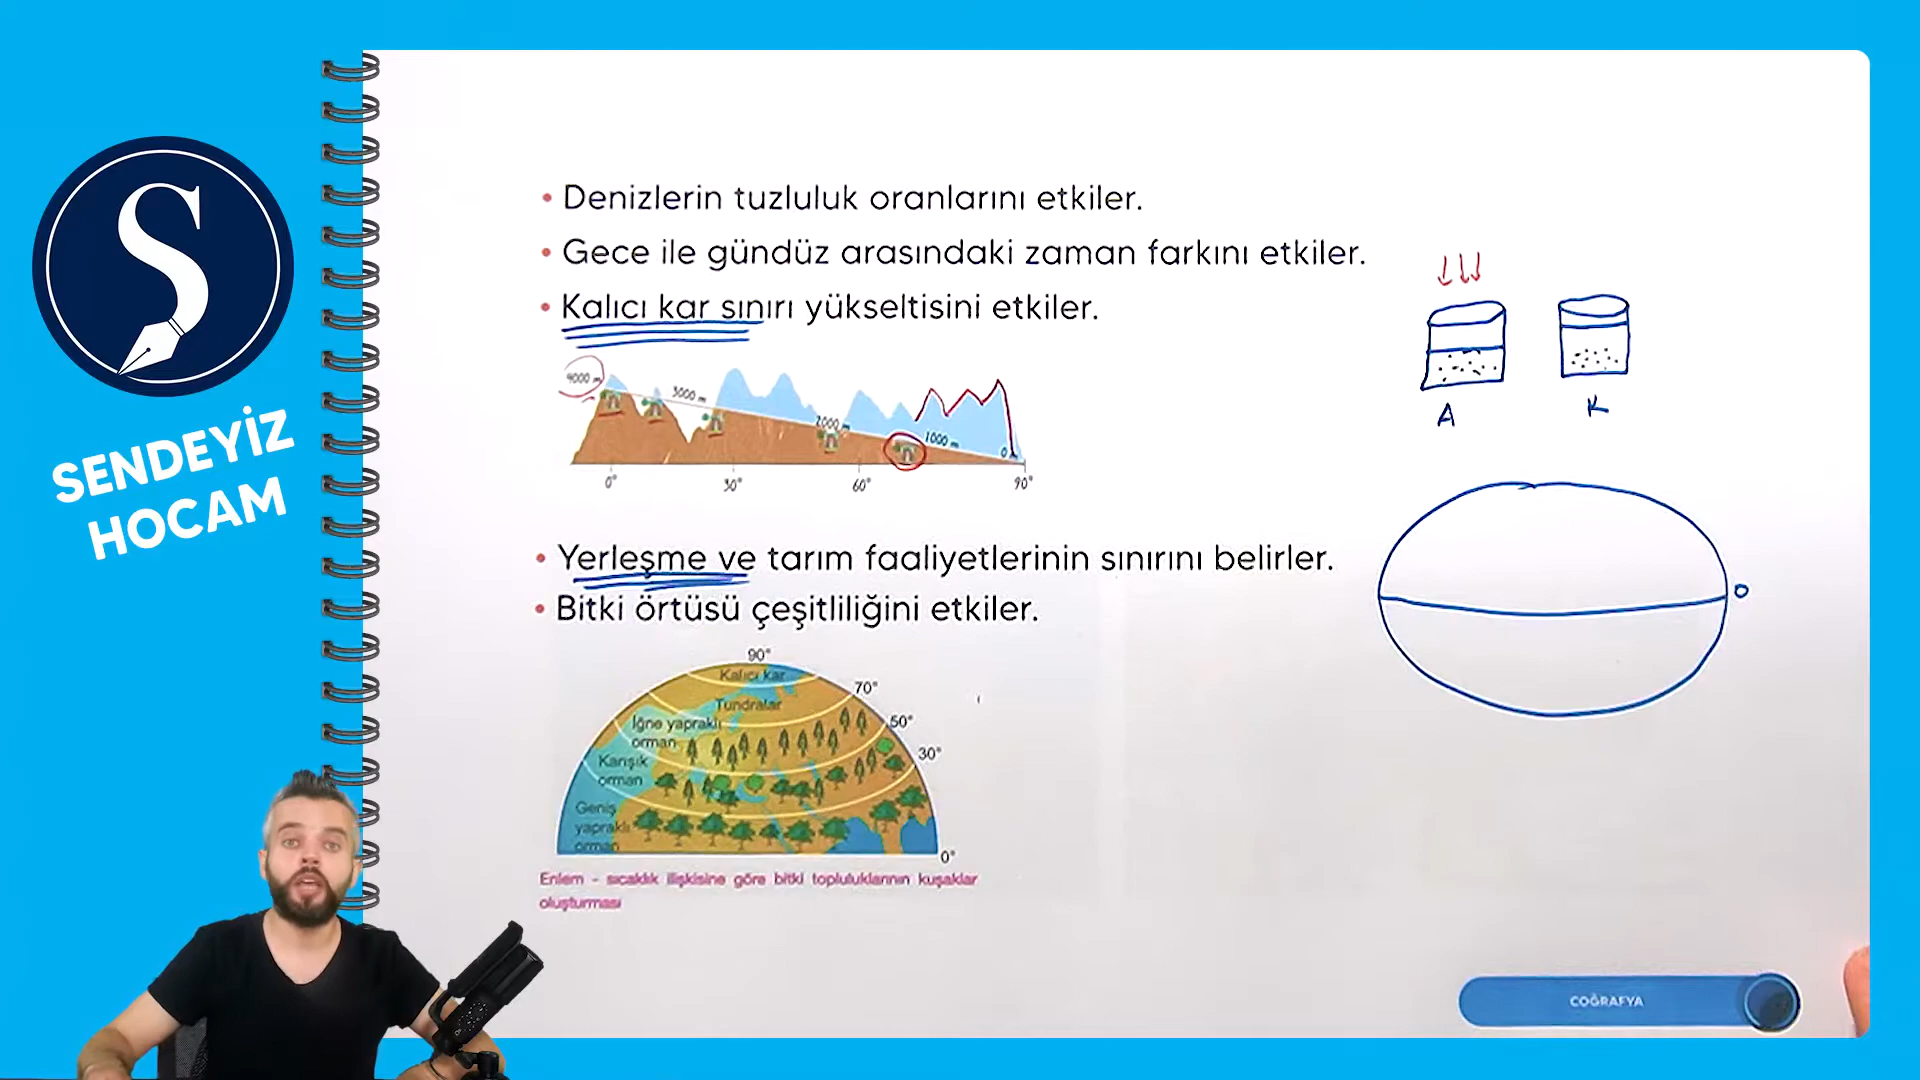 SENDEYİZ
HOCAM
• Denizlerin tuzluluk oranlarını etkiler.
• Gece ile gündüz arasındaki zaman farkını etkiler.
• Kalıcı kar sınırı yükseltisini etkiler.
4000 m
3000 m
2000 m
1000 m
0 m
0° 30° 60° 90°
A K
0
• Yerleşme ve tarım faaliyetlerinin sınırını belirler.
• Bitki örtüsü çeşitliliğini etkiler.
90°
Kalıcı kar
70°
Tundralar
50°
İğne yapraklı
orman
30°
Karışık
orman
Geniş
yapraklı
orman
0°
Enlem - sıcaklık ilişkisine göre bitki topluluklarının kuşaklar
oluşturması
COĞRAFYA